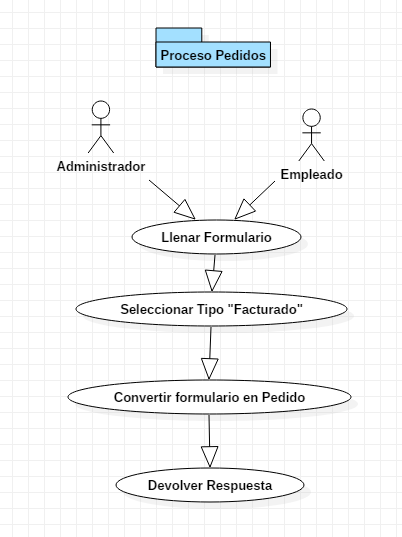 Proceso Pedidos
Administrador
Empleado
Llenar Formulario
Seleccionar Tipo "Facturado"
Convertir formulario en Pedido
Devolver Respuesta